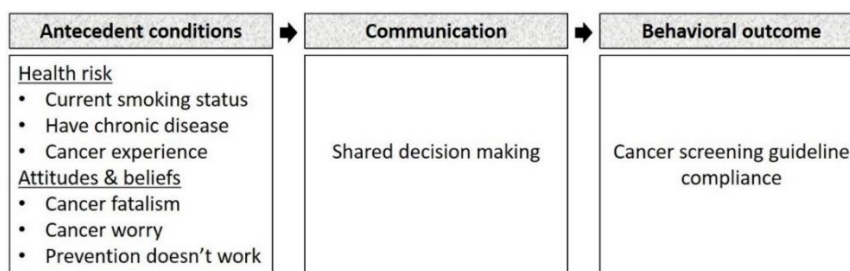 Antecedent conditions
Communication
Behavioral outcome
Health risk
• Current smoking status
• Have chronic disease
• Cancer experience
Attitudes & beliefs
• Cancer fatalism
• Cancer worry
• Prevention doesn't work
Shared decision making
Cancer screening guideline
compliance